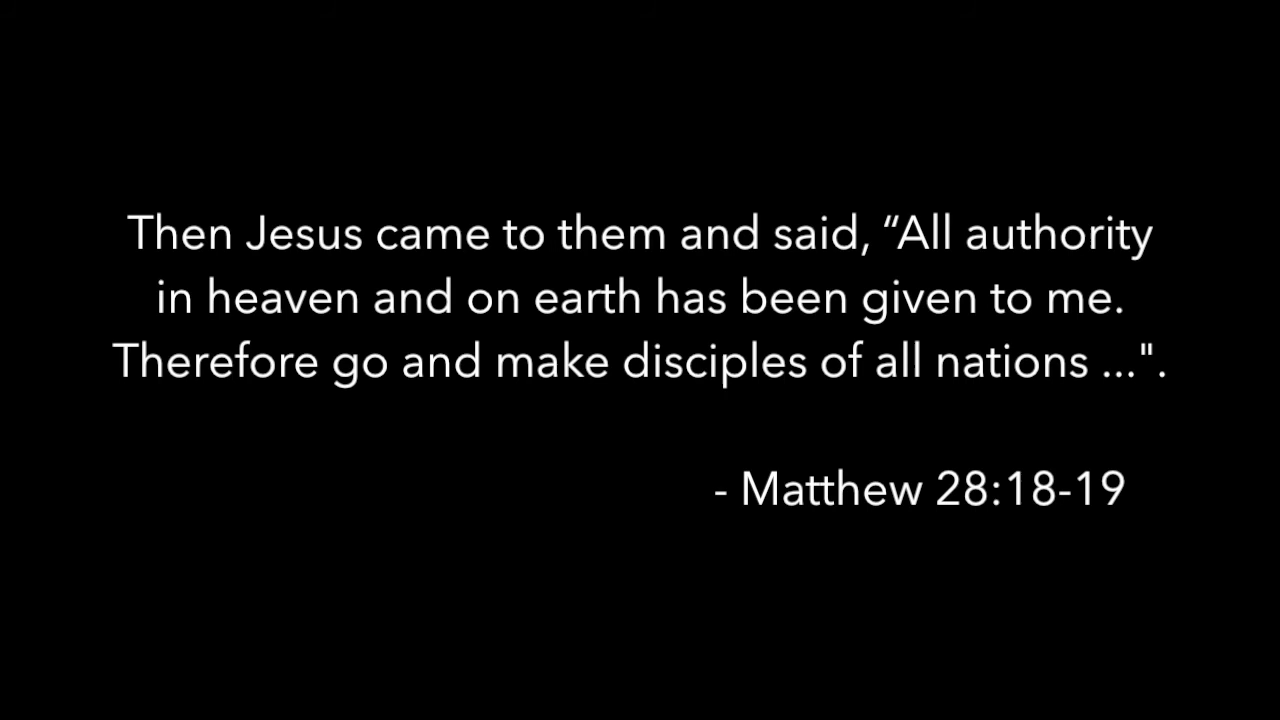 Then Jesus came to them and said, “All authority
in heaven and on earth has been given to me.
Therefore go and make disciples of all nations ...".
- Matthew 28:18-19